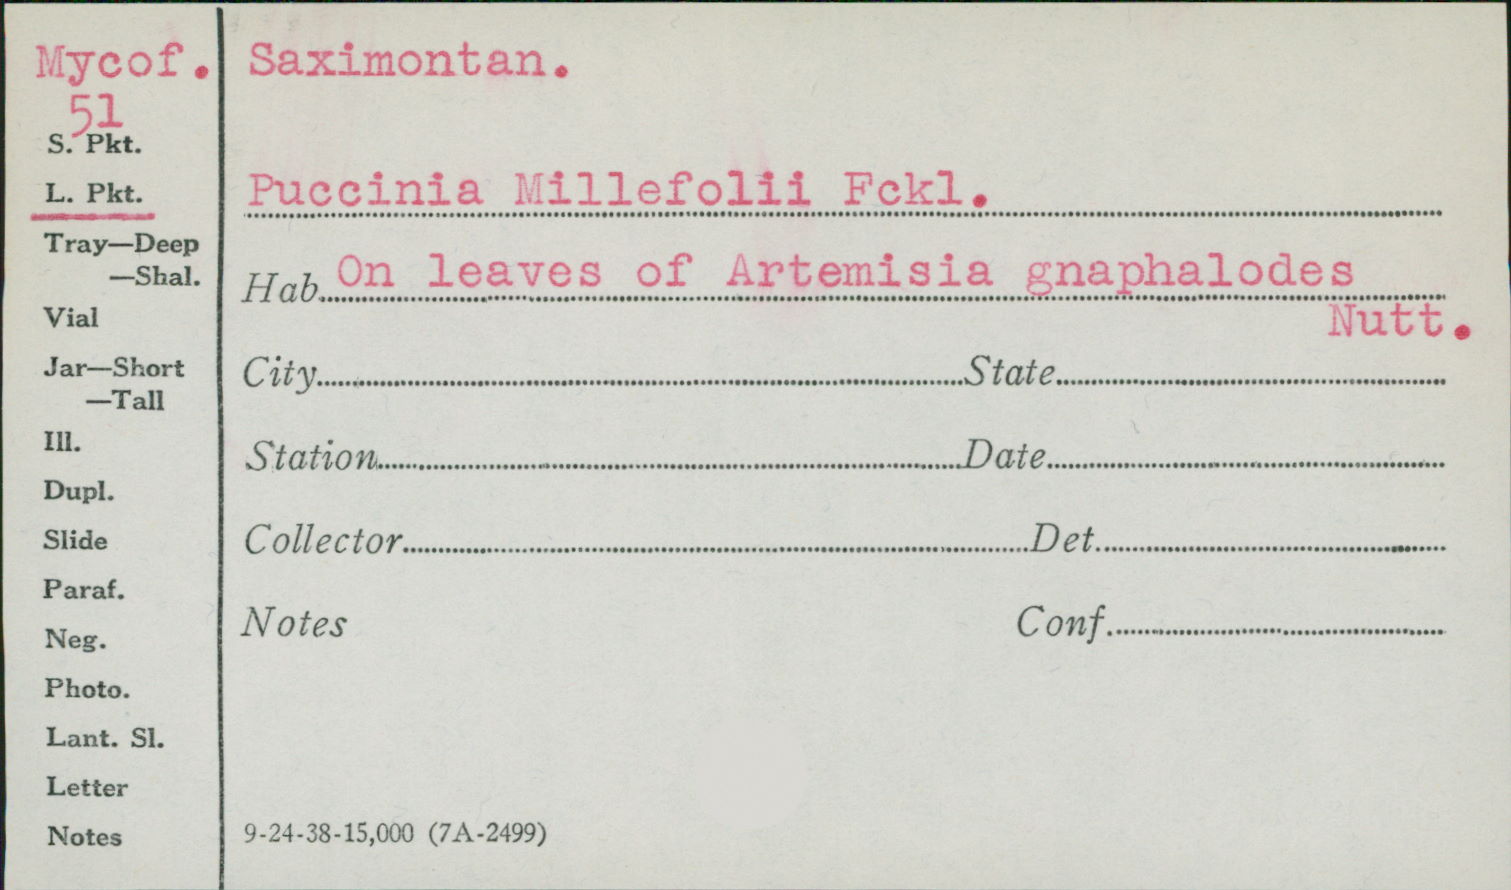 Mycof. Saximontan.
51
S. Pkt.
L. Pkt.
Puccinia Millefolii Fckl.
Tray—Deep
—Shal.
Hab. On leaves of Artemisia gnaphalodes
Nutt.
Vial
Jar—Short
—Tall
City State
Ill.
Station Date
Dupl.
Slide
Collector Det.
Paraf.
Neg.
Notes Conf.
Photo.
Lant. Sl.
Letter
Notes
9-24-38-15,000 (7A-2499)